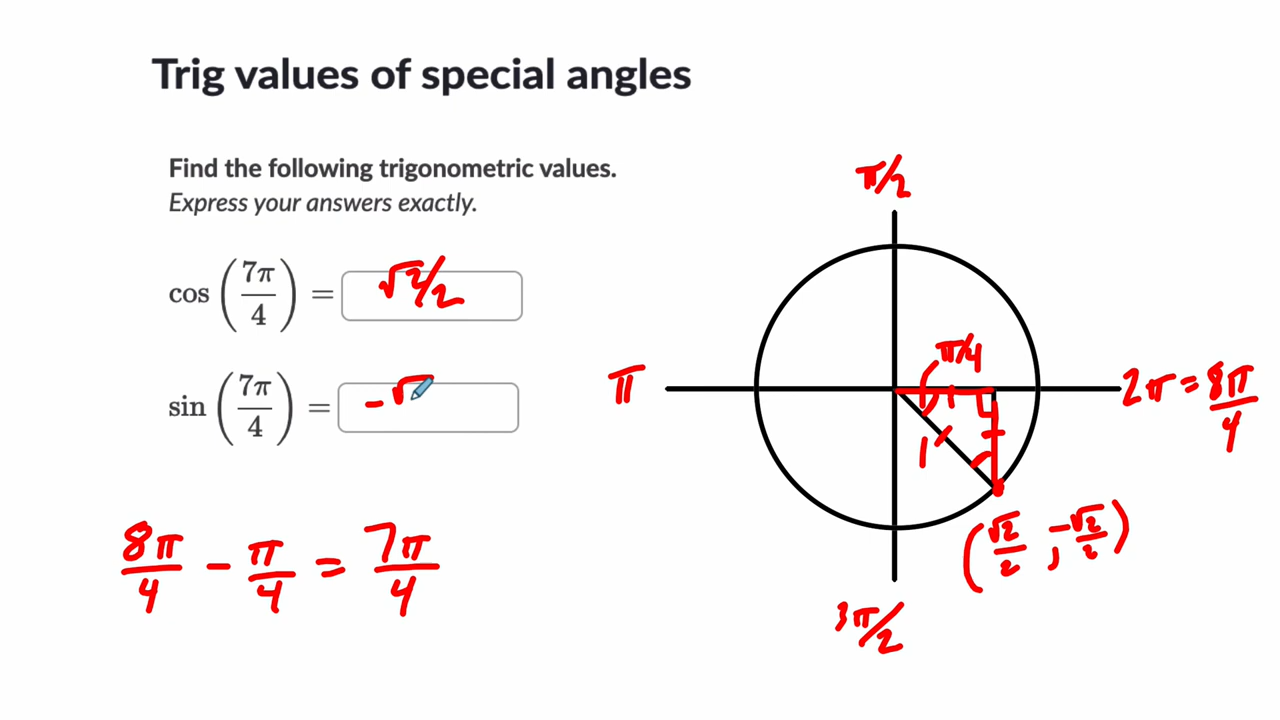 Trig values of special angles
Find the following trigonometric values.
Express your answers exactly.
cos(7π/4) = √2/2
sin(7π/4) = -√
8π/4 - π/4 = 7π/4
π/2
π/4
π
2π = 8π/4
1
(√2/2, -√2/2)
3π/2